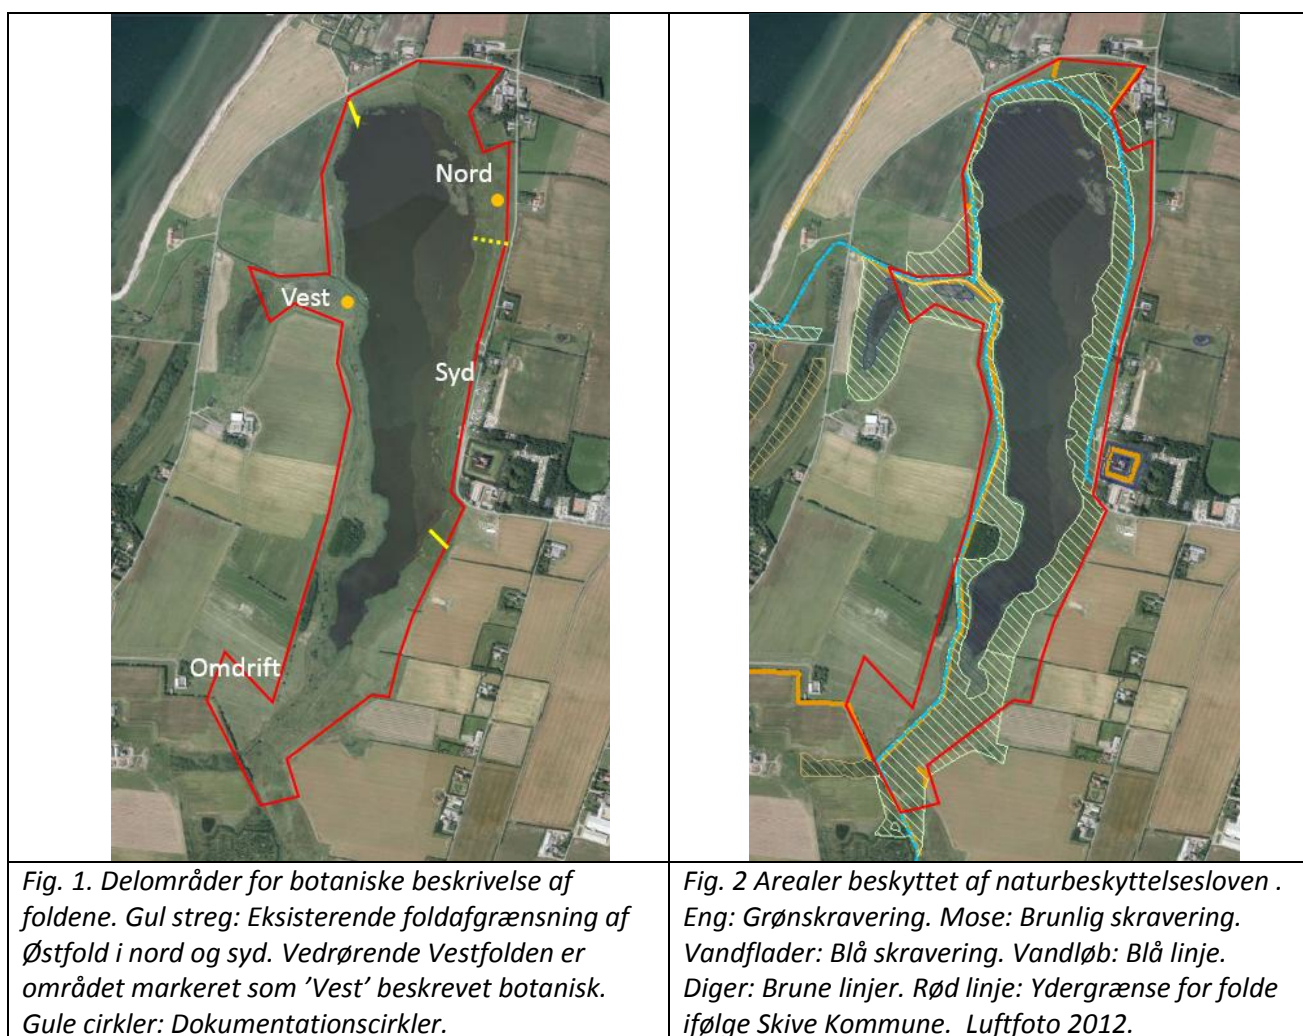 Nord
Vest
Syd
Omdrift
Fig. 1. Delområder for botaniske beskrivelse af
foldene. Gul streg: Eksisterende foldafgrænsning af
Østfold i nord og syd. Vedrørende Vestfolden er
området markeret som ’Vest’ beskrevet botanisk.
Gule cirkler: Dokumentationscirkler.
Fig. 2 Arealer beskyttet af naturbeskyttelsesloven .
Eng: Grønskravering. Mose: Brunlig skravering.
Vandflader: Blå skravering. Vandløb: Blå linje.
Diger: Brune linjer. Rød linje: Ydergrænse for folde
ifølge Skive Kommune. Luftfoto 2012.